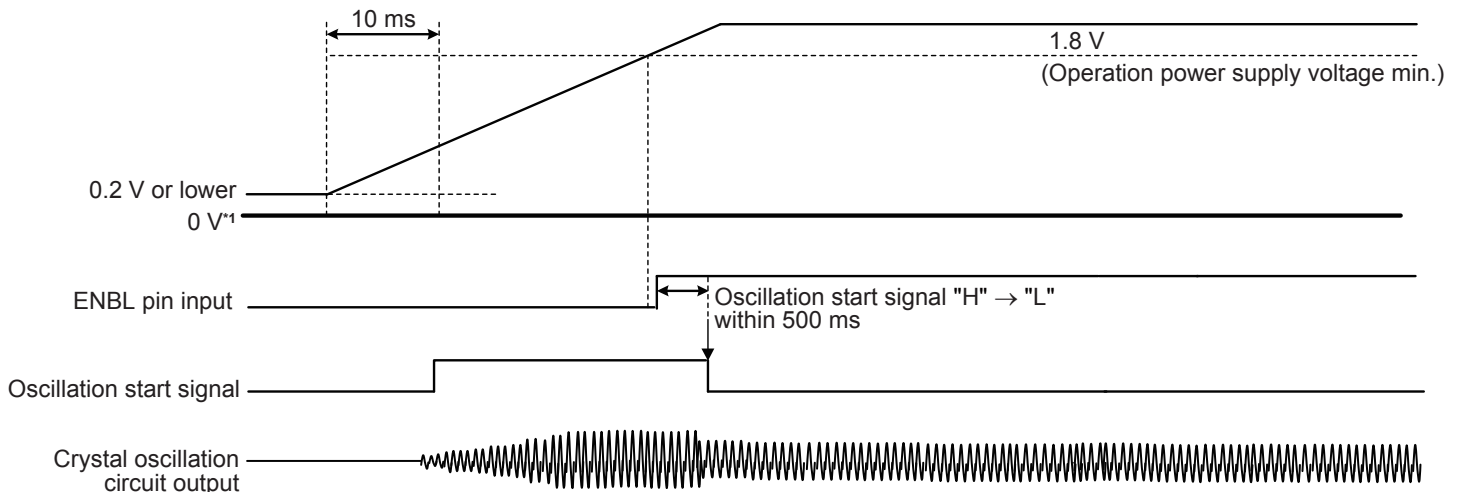 10 ms
1.8 V
(Operation power supply voltage min.)
0.2 V or lower
0 V*1
ENBL pin input
Oscillation start signal "H" → "L"
within 500 ms
Oscillation start signal
Crystal oscillation
circuit output